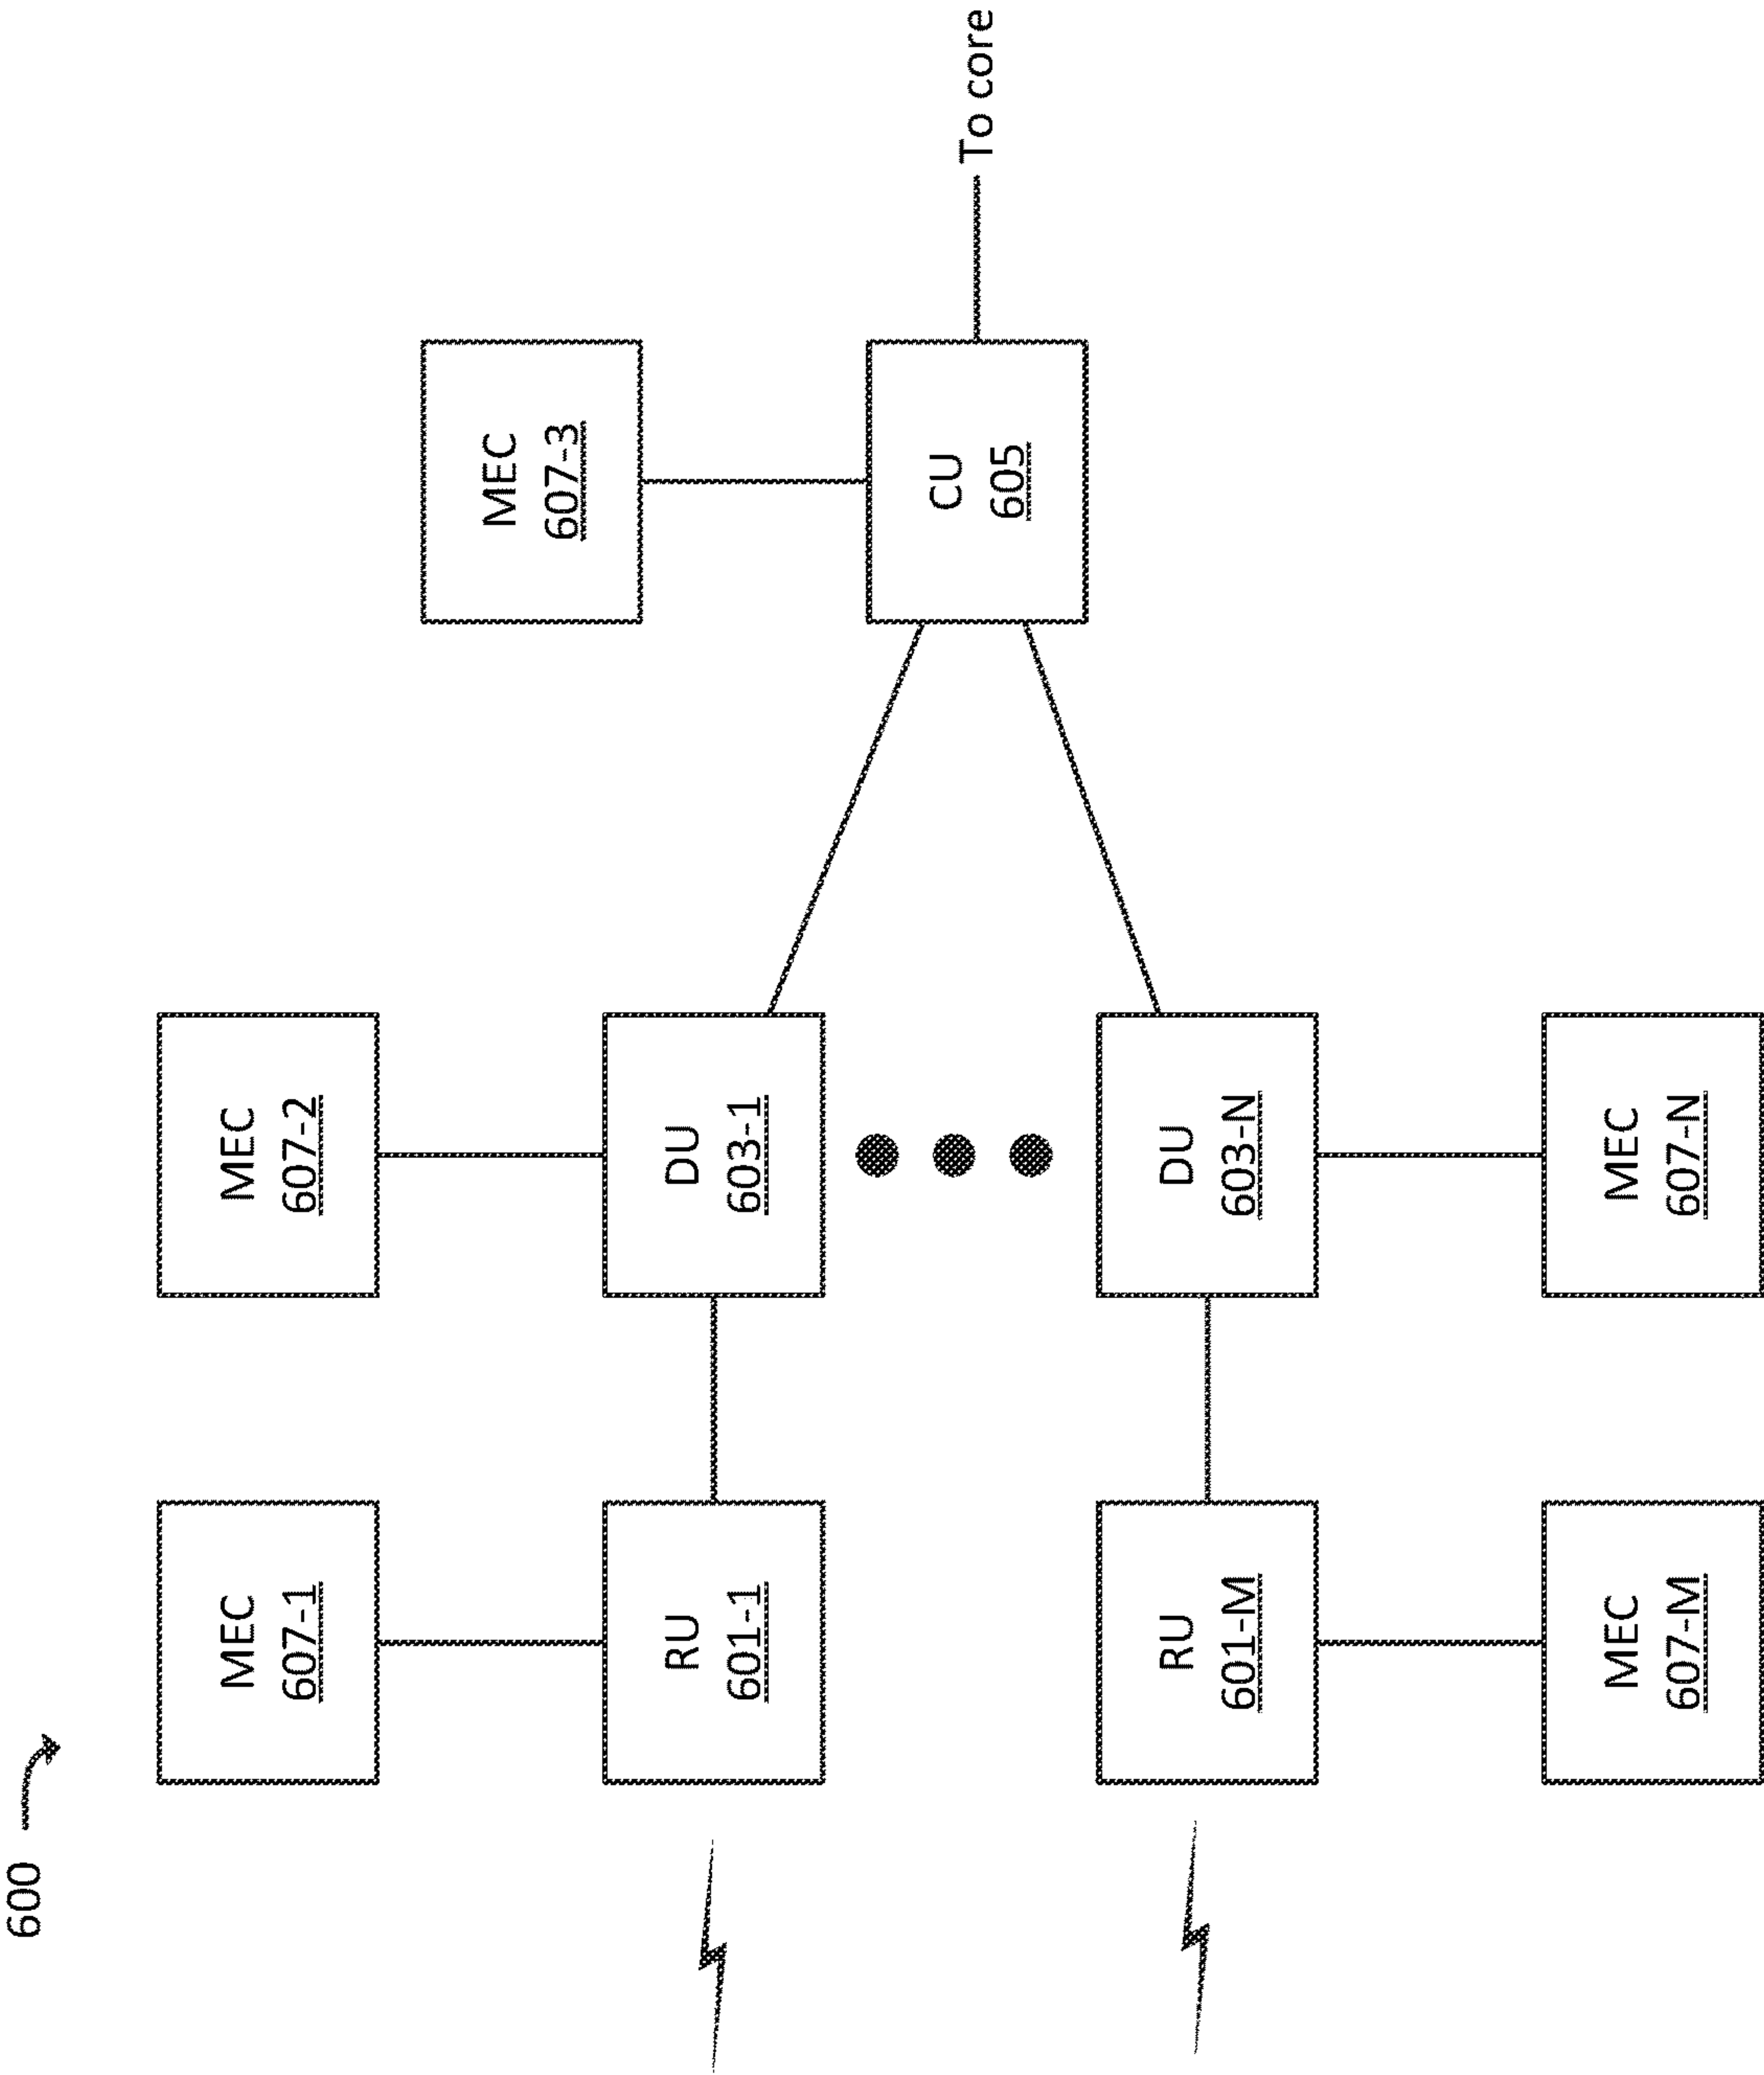 600
MEC
607-1
MEC
607-2
MEC
607-3
RU
601-1
DU
603-1
CU
605
To core
RU
601-M
DU
603-N
MEC
607-M
MEC
607-N